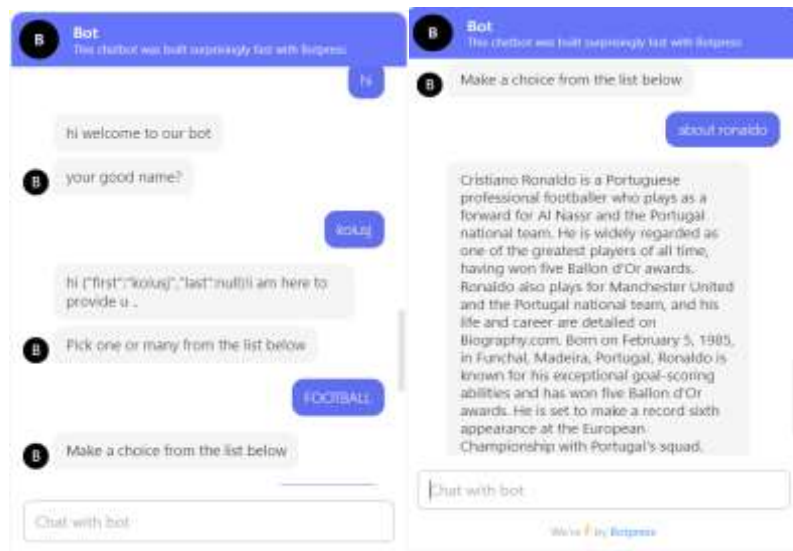 B
Bot
This chatbot was built surprisingly fast with Botpress
hi
hi welcome to our bot
B
your good name?
koiusj
hi {"first":"koiusj","last":null}i am here to
provide u ..
B
Pick one or many from the list below
FOOTBALL
B
Make a choice from the list below
Chat with bot
B
Bot
This chatbot was built surprisingly fast with Botpress
B
Make a choice from the list below
about ronaldo
Cristiano Ronaldo is a Portuguese
professional footballer who plays as a
forward for Al Nassr and the Portugal
national team. He is widely regarded as
one of the greatest players of all time,
having won five Ballon d'Or awards.
Ronaldo also plays for Manchester United
and the Portugal national team, and his
life and career are detailed on
Biography.com. Born on February 5, 1985,
in Funchal, Madeira, Portugal, Ronaldo is
known for his exceptional goal-scoring
abilities and has won five Ballon d'Or
awards. He is set to make a record sixth
appearance at the European
Championship with Portugal's squad.
Chat with bot
We're by Botpress